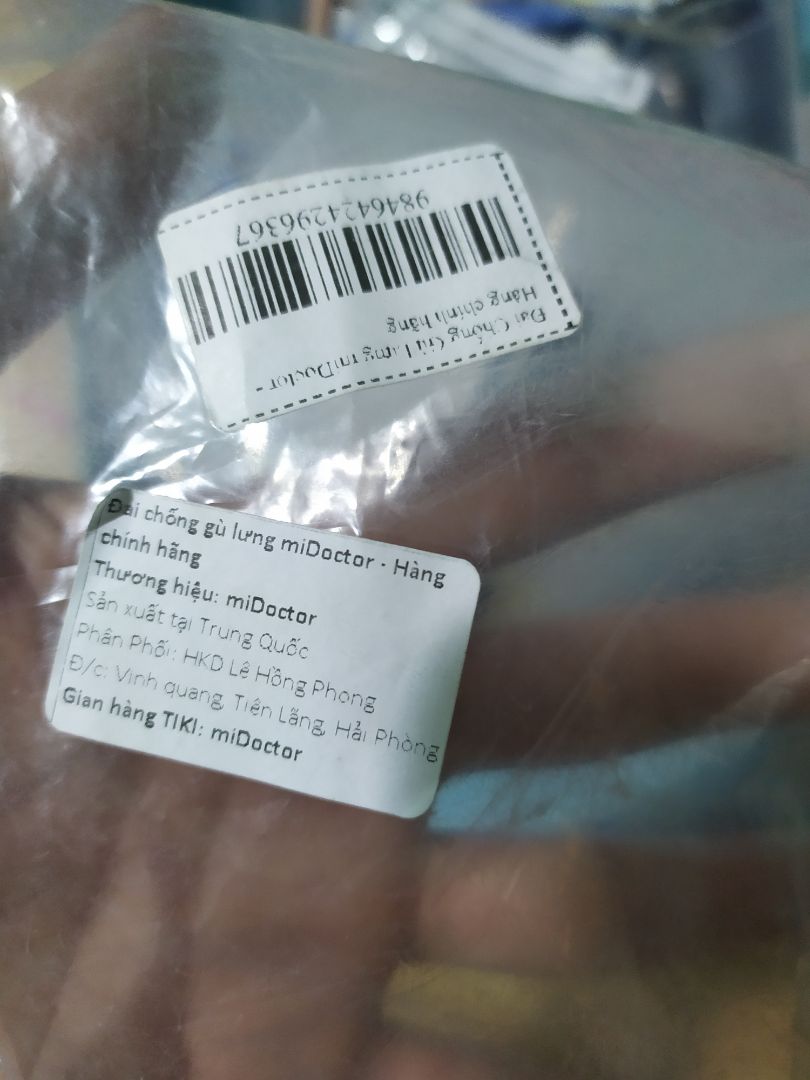 9846424296367
Đại Chống Gù Lưng miDoctor -
Hàng chính hãng
Đai chống gù lưng miDoctor - Hàng
chính hãng
Thương hiệu: miDoctor
Sản xuất tại Trung Quốc
Phân Phối: HKD Lê Hồng Phong
Đ/c: Vinh quang, Tiên Lãng, Hải Phòng
Gian hàng TIKI: miDoctor